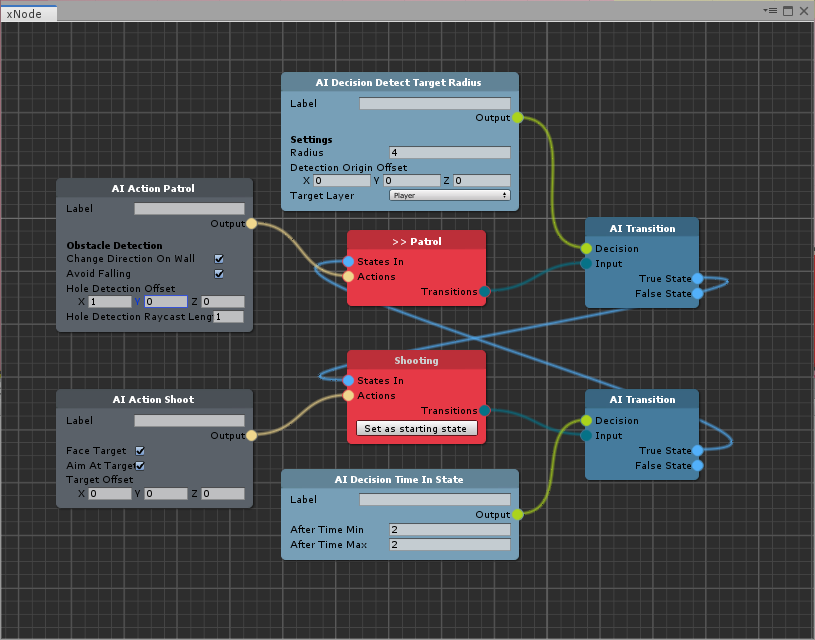 xNode
AI Decision Detect Target Radius
Label
Output
Settings
Radius 4
Detection Origin Offset
X 0 Y 0 Z 0
Target Layer Player
AI Action Patrol
Label
Output
Obstacle Detection
Change Direction On Wall
Avoid Falling
Hole Detection Offset
X 1 Y 0 Z 0
Hole Detection Raycast Lengt 1
>> Patrol
States In
Actions
Transitions
AI Transition
Decision
Input
True State
False State
Shooting
States In
Actions
Transitions
Set as starting state
AI Action Shoot
Label
Output
Face Target
Aim At Target
Target Offset
X 0 Y 0 Z 0
AI Transition
Decision
Input
True State
False State
AI Decision Time In State
Label
Output
After Time Min 2
After Time Max 2